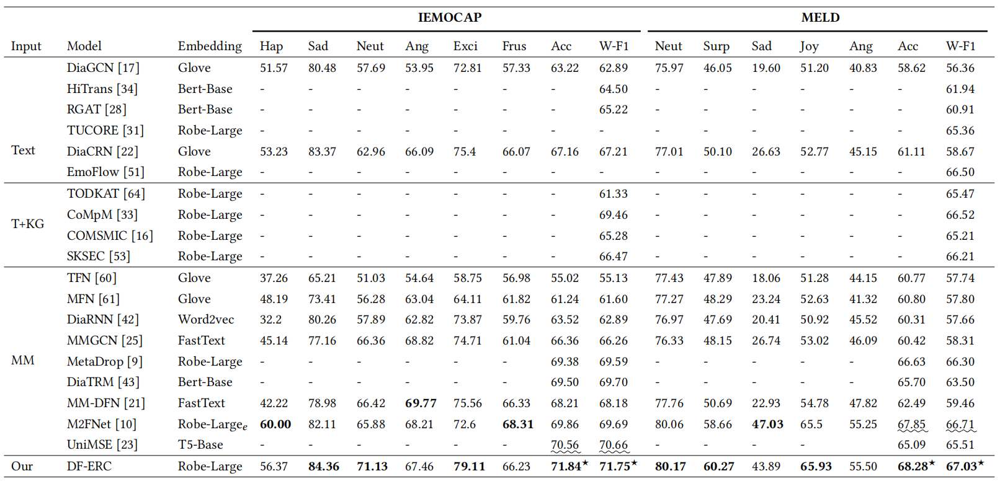 IEMOCAP MELD
Input Model Embedding Hap Sad Neut Ang Exci Frus Acc W-F1 Neut Surp Sad Joy Ang Acc W-F1
DiaGCN [17] Glove 51.57 80.48 57.69 53.95 72.81 57.33 63.22 62.89 75.97 46.05 19.60 51.20 40.83 58.62 56.36
HiTrans [34] Bert-Base - - - - - - - 64.50 - - - - - - 61.94
RGAT [28] Bert-Base - - - - - - - 65.22 - - - - - - 60.91
TUCORE [31] Robe-Large - - - - - - - - - - - - - - 65.36
Text DiaCRN [22] Glove 53.23 83.37 62.96 66.09 75.4 66.07 67.16 67.21 77.01 50.10 26.63 52.77 45.15 61.11 58.67
EmoFlow [51] Robe-Large - - - - - - - - - - - - - - 66.50
TODKAT [64] Robe-Large - - - - - - - 61.33 - - - - - - 65.47
CoMpM [33] Robe-Large - - - - - - - 69.46 - - - - - - 66.52
T+KG
COMSMIC [16] Robe-Large - - - - - - - 65.28 - - - - - - 65.21
SKSEC [53] Robe-Large - - - - - - - 66.47 - - - - - - 66.21
TFN [60] Glove 37.26 65.21 51.03 54.64 58.75 56.98 55.02 55.13 77.43 47.89 18.06 51.28 44.15 60.77 57.74
MFN [61] Glove 48.19 73.41 56.28 63.04 64.11 61.82 61.24 61.60 77.27 48.29 23.24 52.63 41.32 60.80 57.80
DiaRNN [42] Word2vec 32.2 80.26 57.89 62.82 73.87 59.76 63.52 62.89 76.97 47.69 20.41 50.92 45.52 60.31 57.66
MMGCN [25] FastText 45.14 77.16 66.36 68.82 74.71 61.04 66.36 66.26 76.33 48.15 26.74 53.02 46.09 60.42 58.31
MM MetaDrop [9] Robe-Large - - - - - - 69.38 69.59 - - - - - 66.63 66.30
DiaTRM [43] Bert-Base - - - - - - 69.50 69.70 - - - - - 65.70 63.50
MM-DFN [21] FastText 42.22 78.98 66.42 69.77 75.56 66.33 68.21 68.18 77.76 50.69 22.93 54.78 47.82 62.49 59.46
M2FNet [10] Robe-Largeₑ 60.00 82.11 65.88 68.21 72.6 68.31 69.86 69.69 80.06 58.66 47.03 65.5 55.25 67.85 66.71
UniMSE [23] T5-Base - - - - - - 70.56 70.66 - - - - - 65.09 65.51
Our DF-ERC Robe-Large 56.37 84.36 71.13 67.46 79.11 66.23 71.84★ 71.75★ 80.17 60.27 43.89 65.93 55.50 68.28★ 67.03★